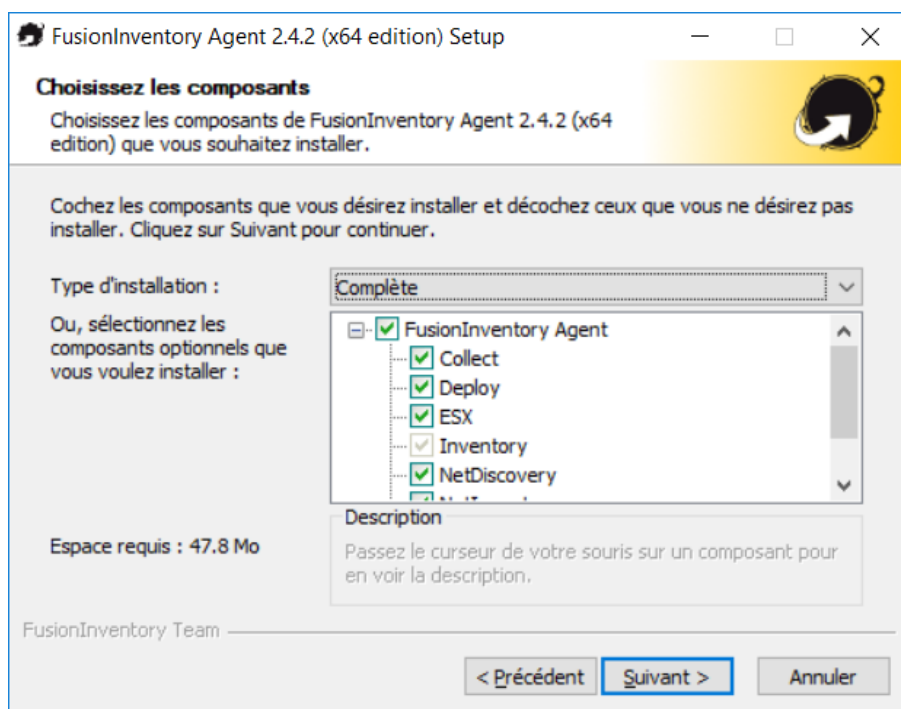 FusionInventory Agent 2.4.2 (x64 edition) Setup
Choisissez les composants
Choisissez les composants de FusionInventory Agent 2.4.2 (x64
edition) que vous souhaitez installer.
Cochez les composants que vous désirez installer et décochez ceux que vous ne désirez pas
installer. Cliquez sur Suivant pour continuer.
Type d'installation :
Complète
Ou, sélectionnez les
composants optionnels que
vous voulez installer :
FusionInventory Agent
Collect
Deploy
ESX
Inventory
NetDiscovery
Espace requis : 47.8 Mo
Description
Passez le curseur de votre souris sur un composant pour
en voir la description.
FusionInventory Team
< Précédent
Suivant >
Annuler